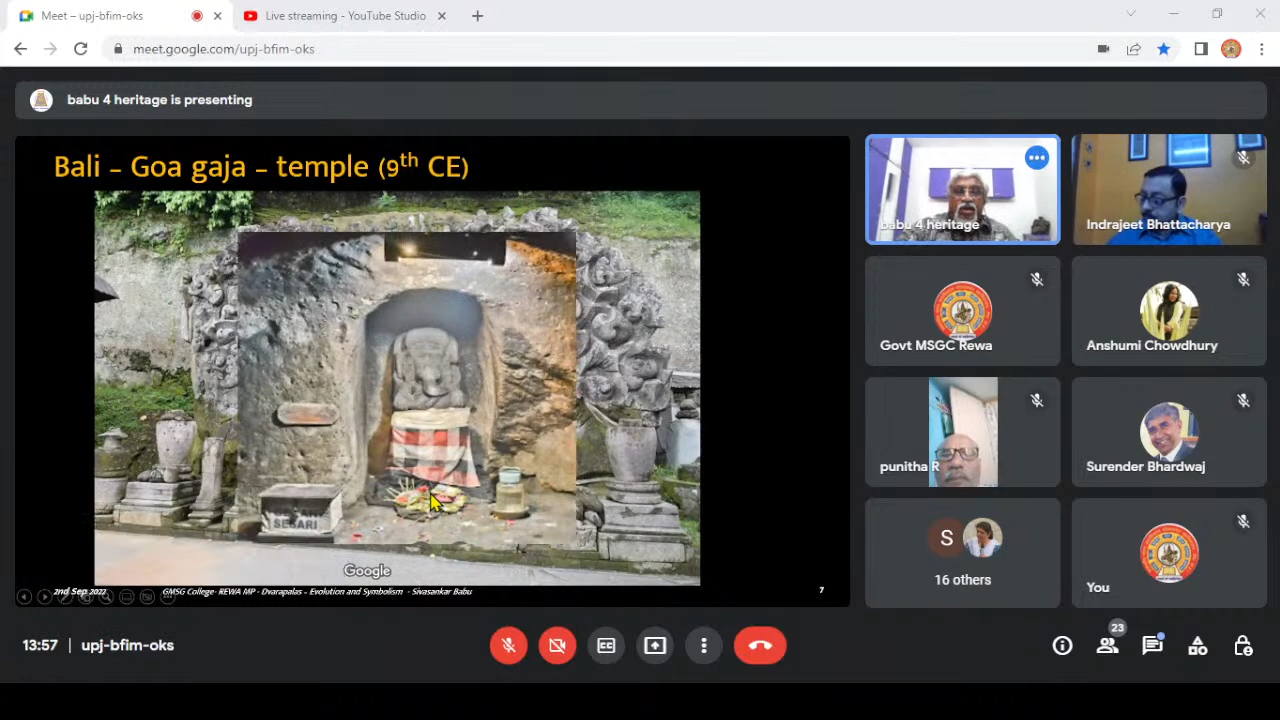 Meet – upj-bfim-oks
Live streaming - YouTube Studio
meet.google.com/upj-bfim-oks
babu 4 heritage is presenting
Bali – Goa gaja – temple (9th CE)
SESARI
Google
2nd Sep 2022
GMSG College- REWA MP - Dvarapalas – Evolution and Symbolism - Sivasankar Babu
7
babu 4 heritage
Indrajeet Bhattacharya
Govt MSGC Rewa
Anshumi Chowdhury
punitha R
Surender Bhardwaj
S
16 others
You
13:57 | upj-bfim-oks
CC
23